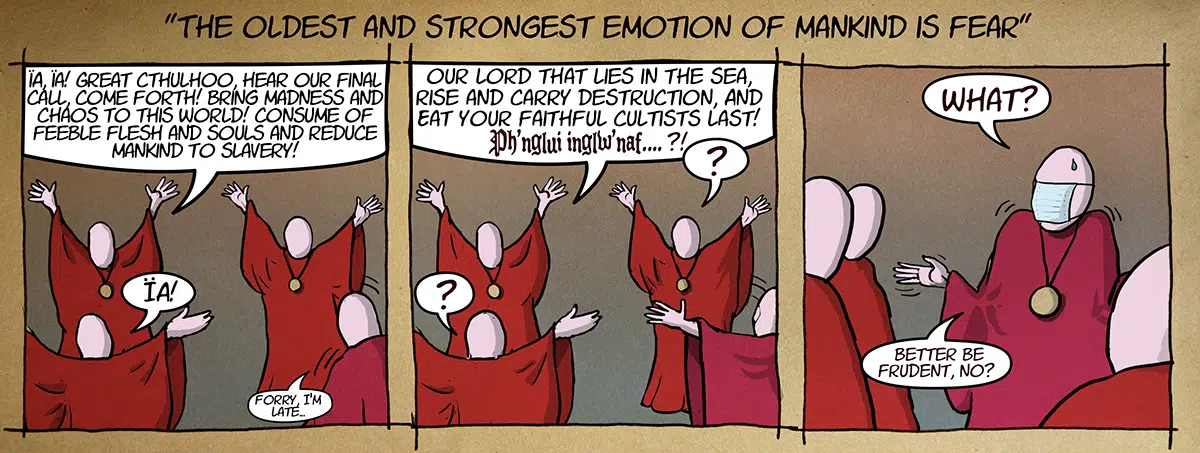 "THE OLDEST AND STRONGEST EMOTION OF MANKIND IS FEAR"
ÏA, ÏA! GREAT CTHULHOO, HEAR OUR FINAL
CALL, COME FORTH! BRING MADNESS AND
CHAOS TO THIS WORLD! CONSUME OF
FEEBLE FLESH AND SOULS AND REDUCE
MANKIND TO SLAVERY!
ÏA!
FORRY, I'M
LATE...
OUR LORD THAT LIES IN THE SEA,
RISE AND CARRY DESTRUCTION, AND
EAT YOUR FAITHFUL CULTISTS LAST!
Ph'nglui inglw'naf.... ?!
?
?
WHAT?
BETTER BE
FRUDENT, NO?